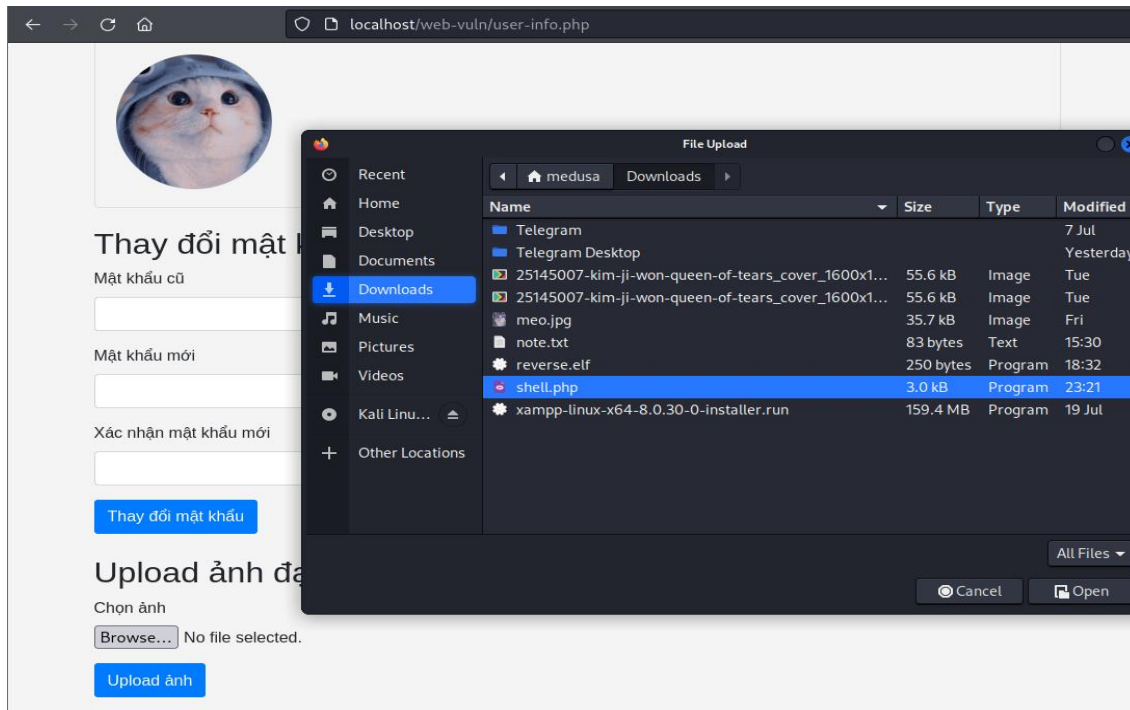 localhost/web-vuln/user-info.php
File Upload
Recent
Home
Desktop
Documents
Downloads
Music
Pictures
Videos
Kali Linu...
Other Locations
medusa Downloads
Name Size Type Modified
Telegram 7 Jul
Telegram Desktop Yesterday
25145007-kim-ji-won-queen-of-tears_cover_1600x1... 55.6 kB Image Tue
25145007-kim-ji-won-queen-of-tears_cover_1600x1... 55.6 kB Image Tue
meo.jpg 35.7 kB Image Fri
note.txt 83 bytes Text 15:30
reverse.elf 250 bytes Program 18:32
shell.php 3.0 kB Program 23:21
xampp-linux-x64-8.0.30-0-installer.run 159.4 MB Program 19 Jul
All Files
Cancel Open
Thay đổi mật
Mật khẩu cũ
Mật khẩu mới
Xác nhận mật khẩu mới
Thay đổi mật khẩu
Upload ảnh
Chọn ảnh
Browse... No file selected.
Upload ảnh